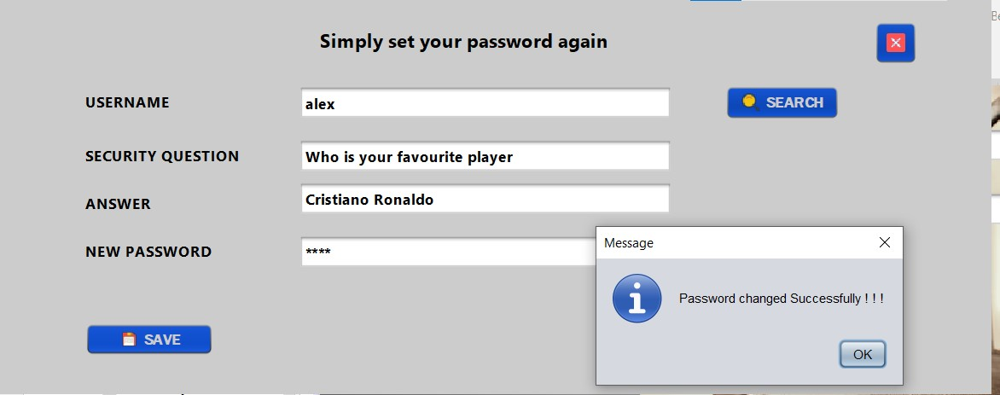 Simply set your password again
USERNAME
alex
SEARCH
SECURITY QUESTION
Who is your favourite player
ANSWER
Cristiano Ronaldo
NEW PASSWORD
****
Message
Password changed Successfully ! ! !
OK
SAVE
Be